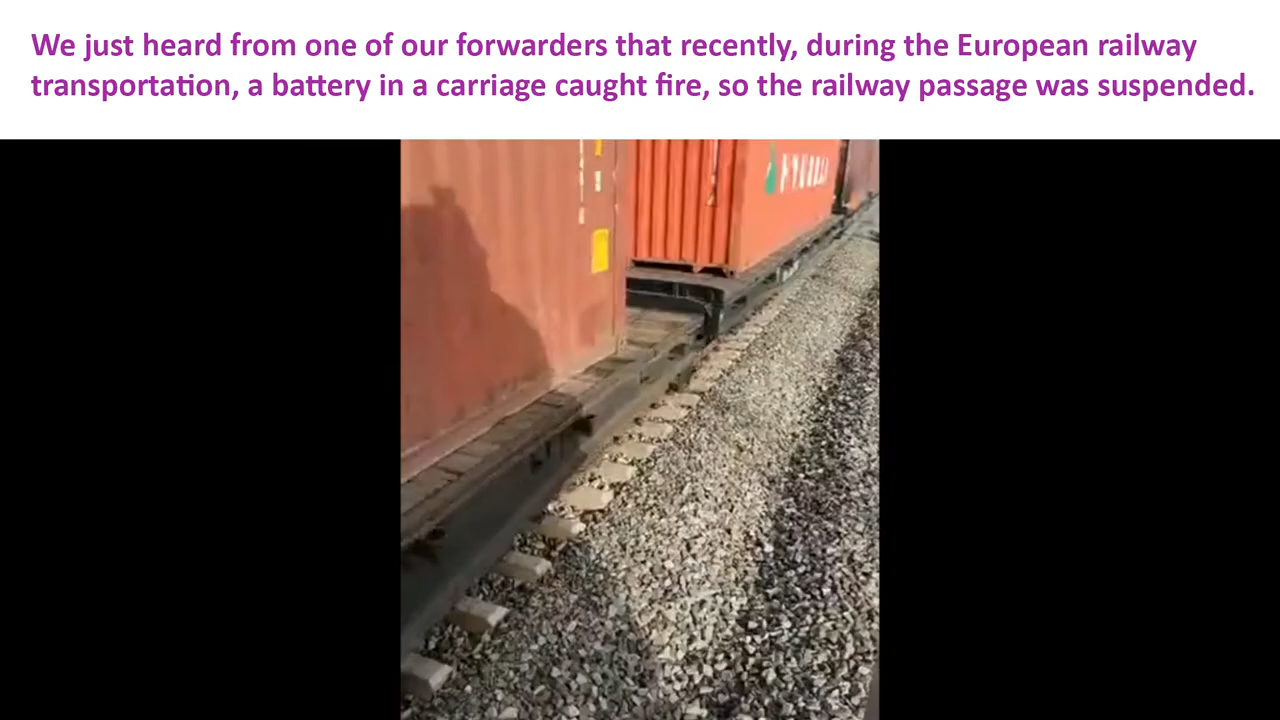 We just heard from one of our forwarders that recently, during the European railway
transportation, a battery in a carriage caught fire, so the railway passage was suspended.